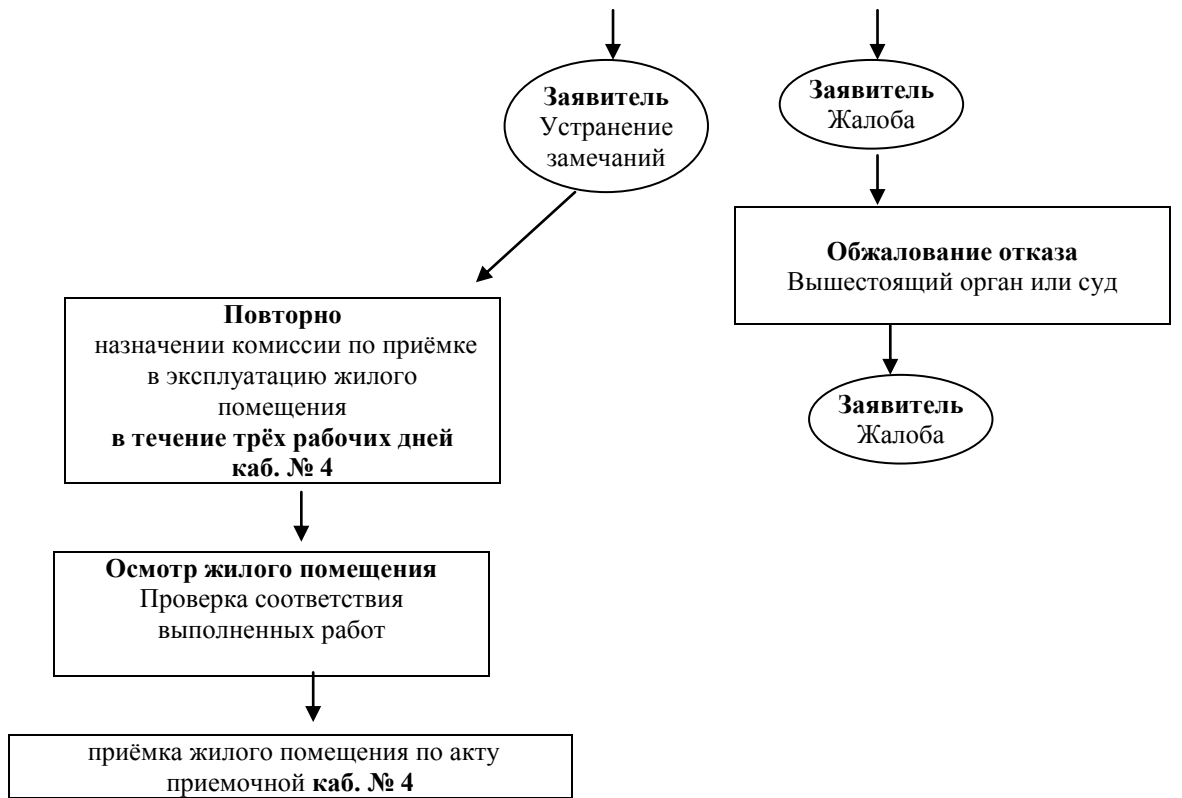 Заявитель
Устранение
замечаний
Заявитель
Жалоба
Обжалование отказа
Вышестоящий орган или суд
Повторно
назначении комиссии по приёмке
в эксплуатацию жилого
помещения
в течение трёх рабочих дней
каб. № 4
Заявитель
Жалоба
Осмотр жилого помещения
Проверка соответствия
выполненных работ
приёмка жилого помещения по акту
приемочной каб. № 4